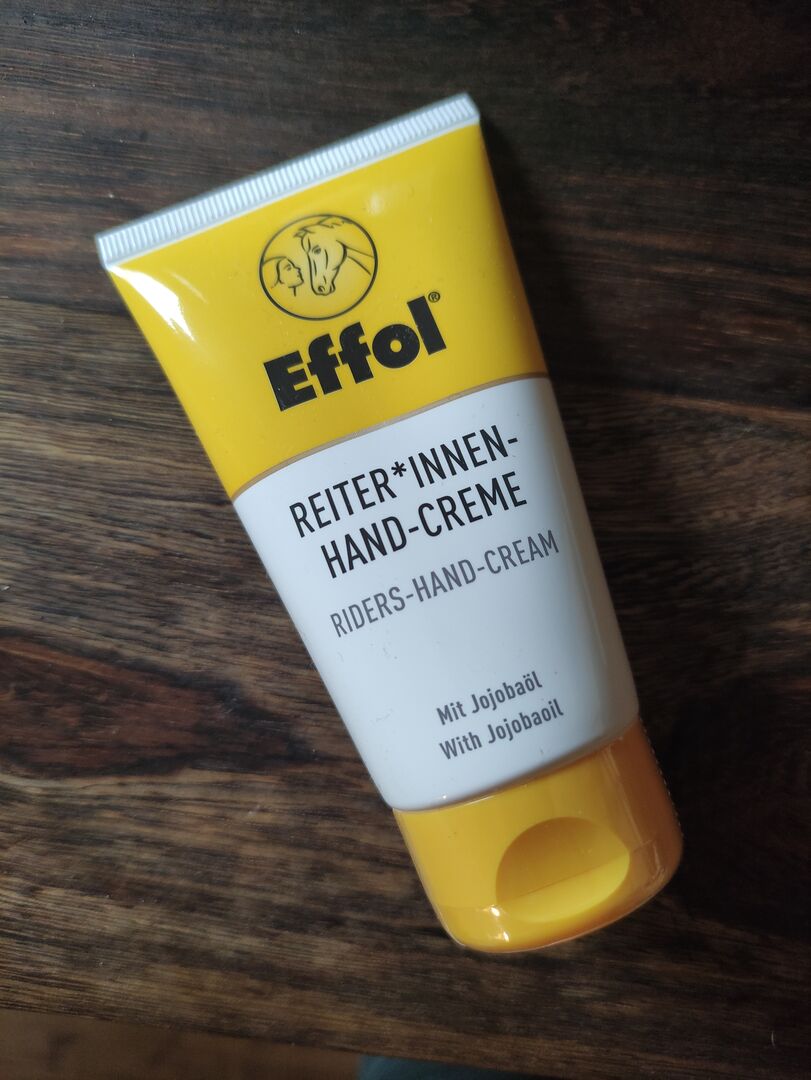 Effol®
REITER*INNEN-
HAND-CREME
RIDERS-HAND-CREAM
Mit Jojobaöl
With Jojobaoil